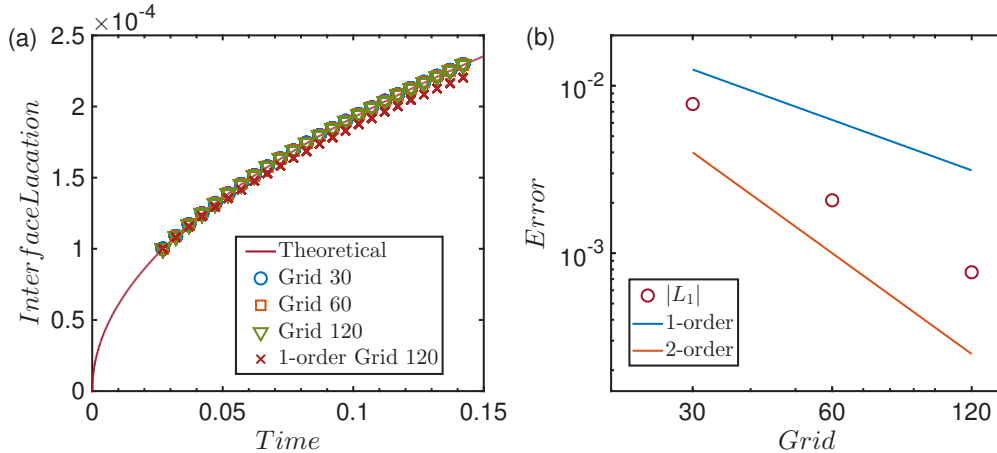 (a)
×10⁻⁴
2.5
2
1.5
1
0.5
0
InterfaceLacation
0
0.05
0.1
0.15
Time
Theoretical
Grid 30
Grid 60
Grid 120
1-order Grid 120
(b)
10⁻²
10⁻³
Error
|L₁|
1-order
2-order
30
60
120
Grid